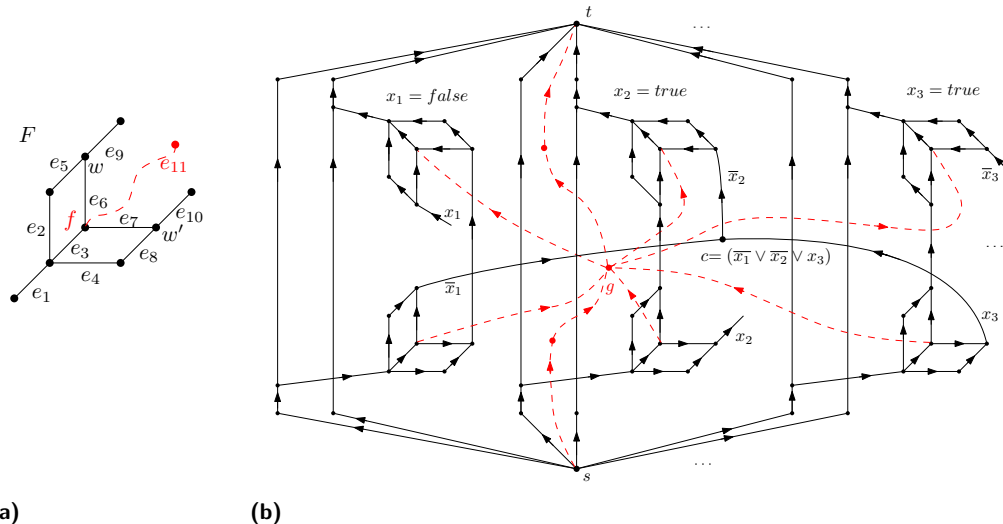 F
e₉
e₅
w
e₁₁
e₆
f
e₇
e₁₀
e₂
w'
e₃
e₈
e₄
e₁
a)
t
...
x₁ = false
x₂ = true
x₃ = true
x̅₂
x̅₃
x₁
c=(x̅₁ ∨ x̅₂ ∨ x₃)
...
x̅₁
g
x₃
x₂
...
s
(b)